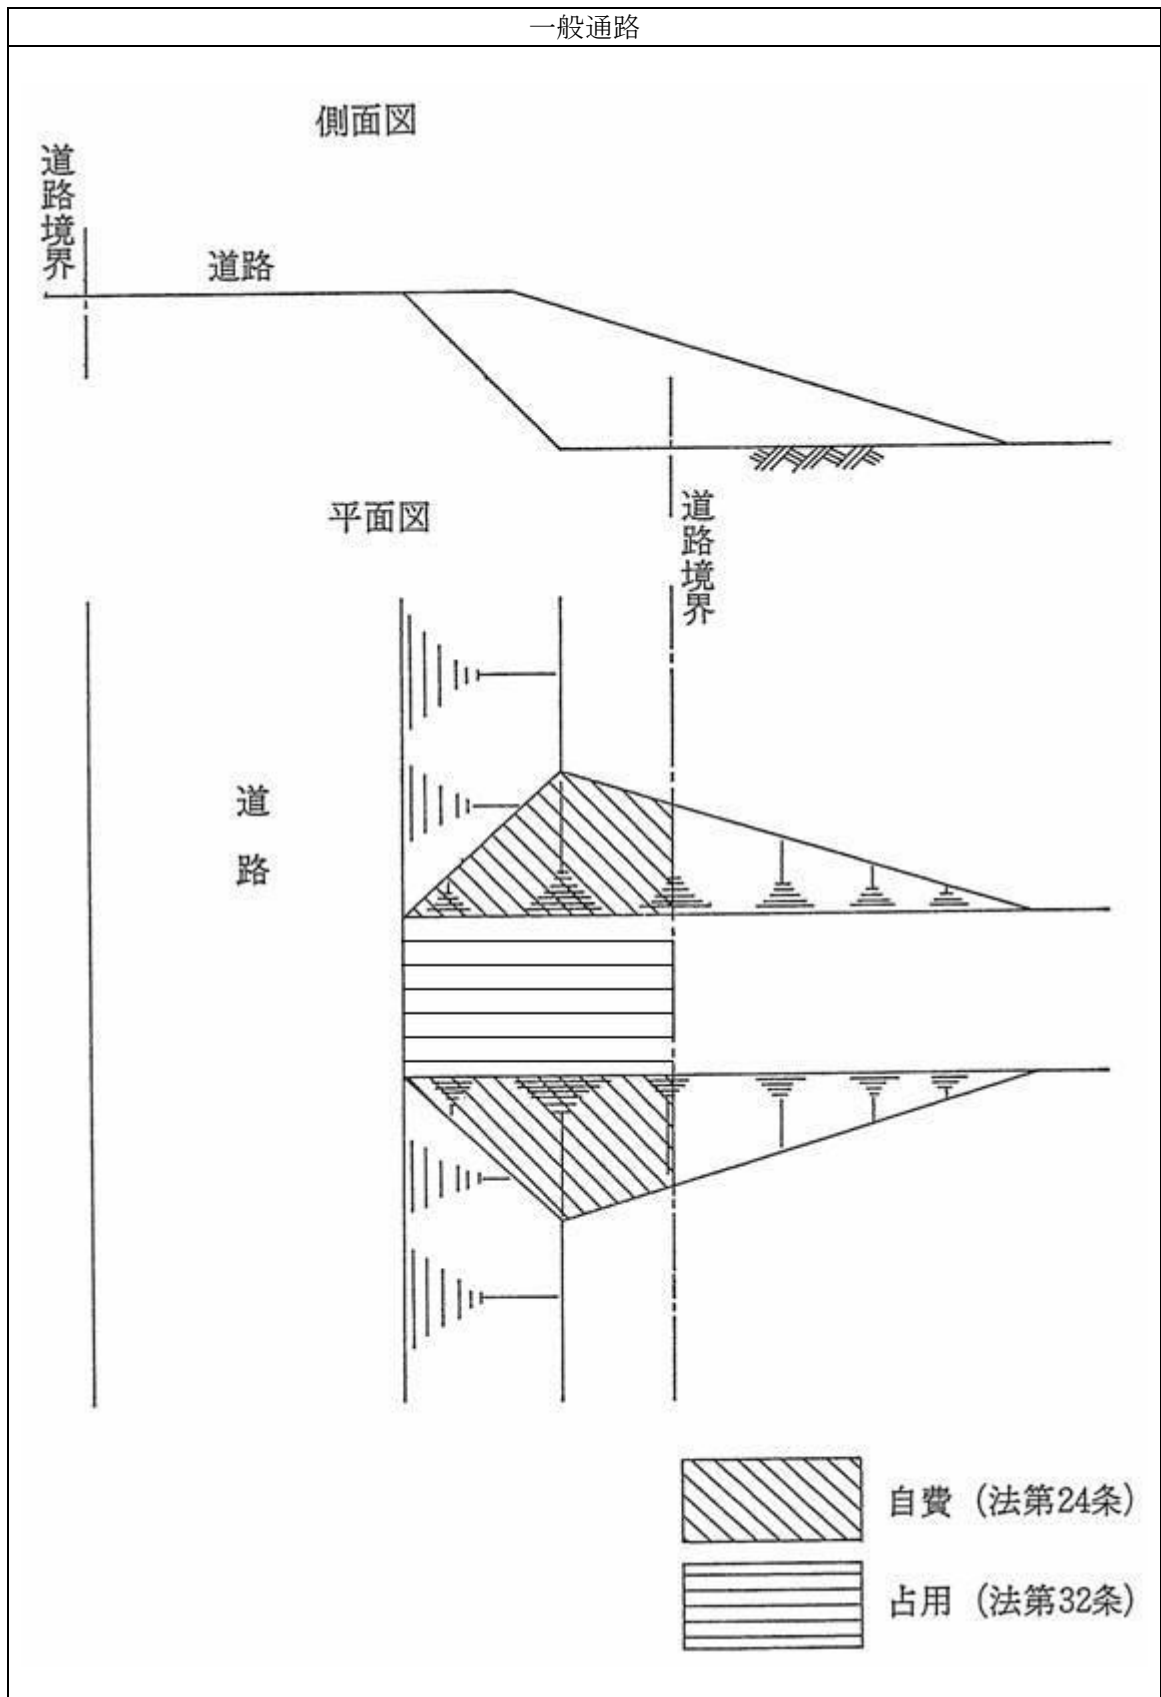 一般通路
側面図
道路境界
道路
平面図
道路境界
道路
自費 (法第24条)
占用 (法第32条)